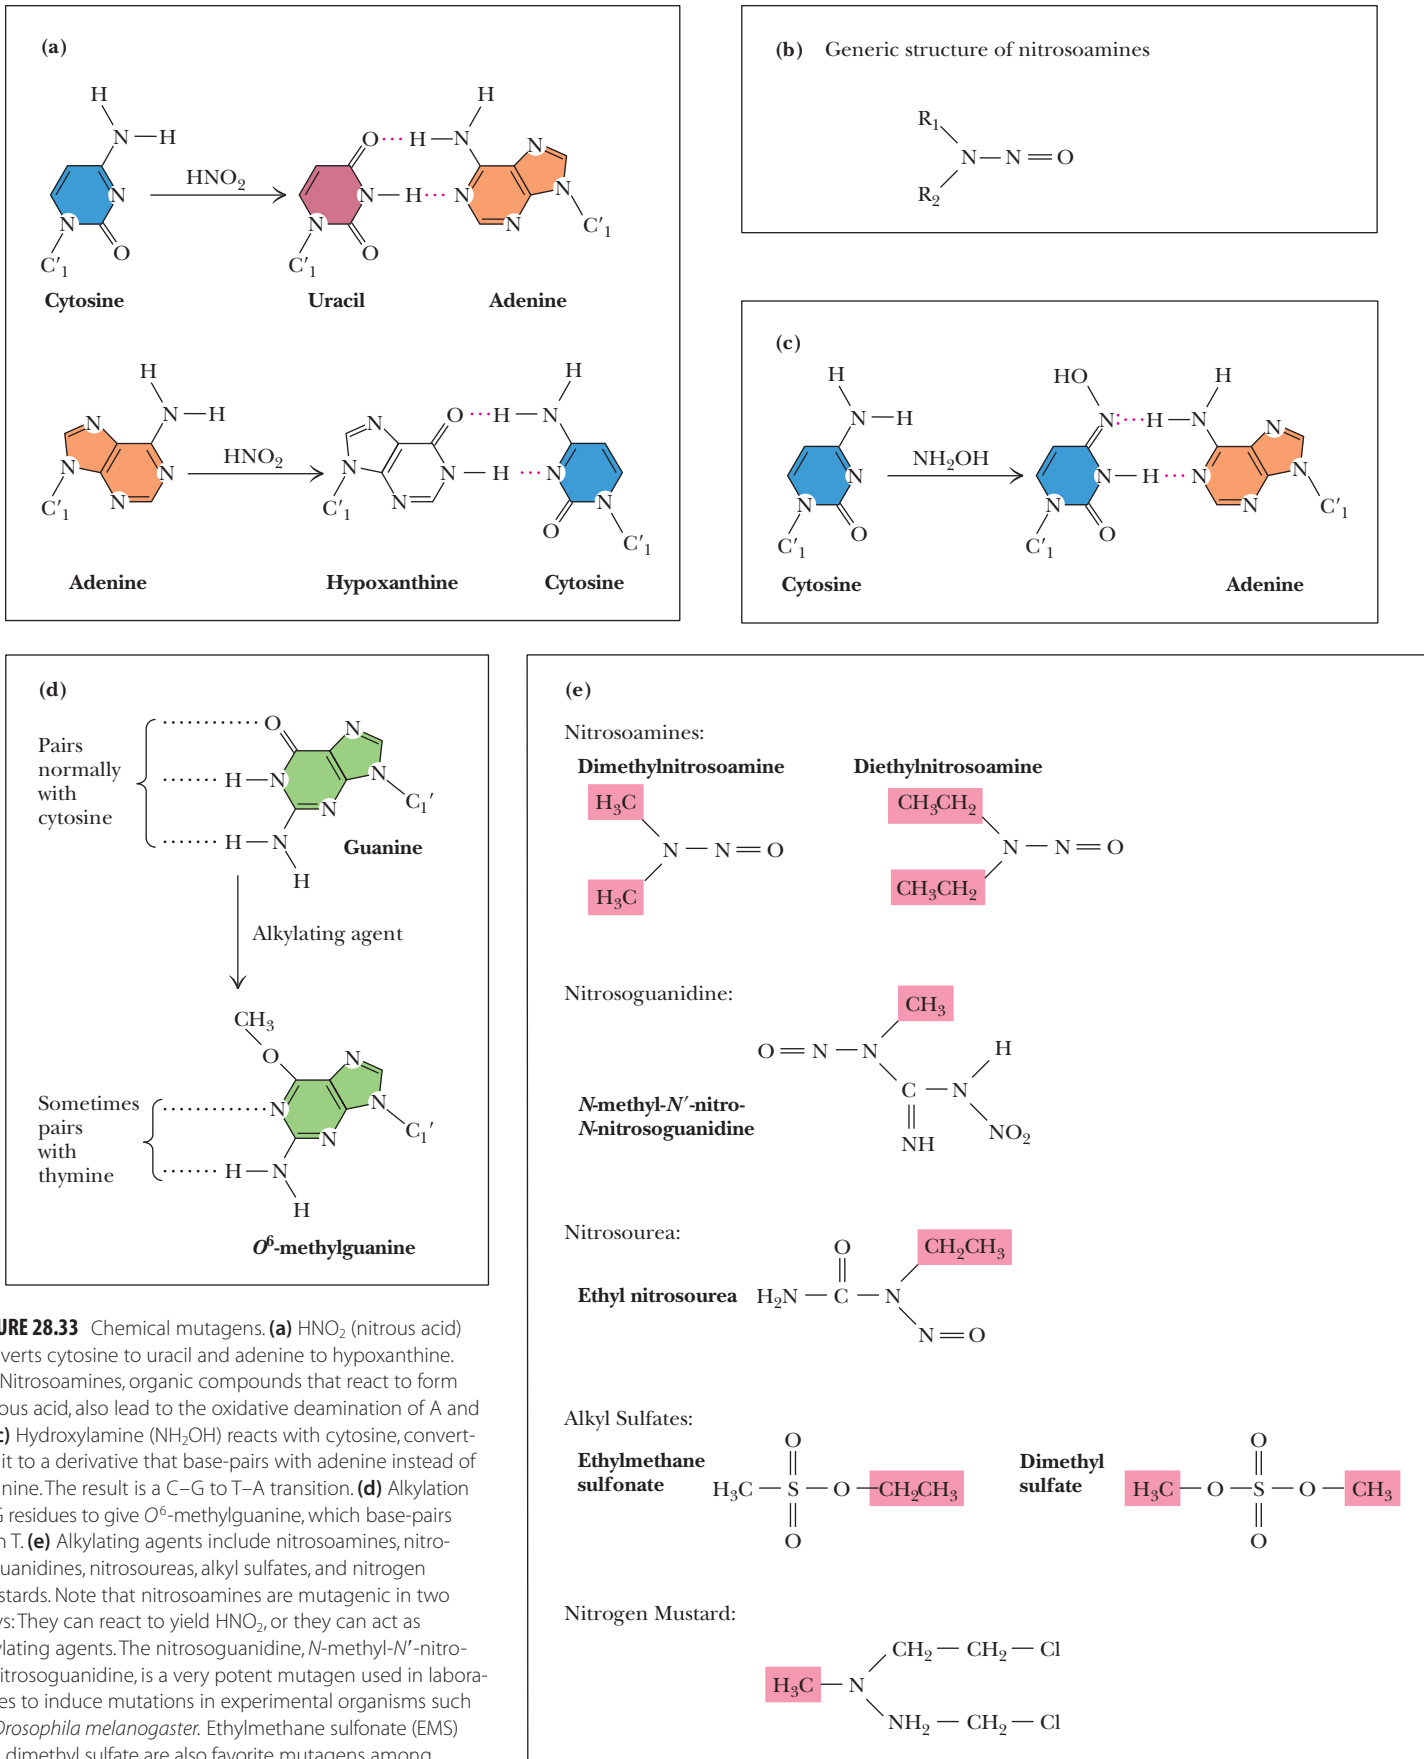 (a)
H
N—H
N
N
O
C′1
Cytosine
HNO2
O···H—N
H
N—H···N
N
O
C′1
Uracil
N
N
N
C′1
Adenine
H
N—H
N
N
N
N
C′1
Adenine
HNO2
O···H—N
H
N
N—H···N
N
N
C′1
Hypoxanthine
O
N
C′1
Cytosine
(b) Generic structure of nitrosoamines
R1
N—N=O
R2
(c)
H
N—H
N
N
O
C′1
Cytosine
NH2OH
HO
H
N:···H—N
N—H···N
N
O
C′1
N
N
N
C′1
Adenine
(d)
Pairs
normally
with
cytosine
O
N
H—N
N
N
C1′
H—N
H
Guanine
Alkylating agent
CH3
O
N
Sometimes
pairs
with
thymine
N
N
N
C1′
H—N
H
O6-methylguanine
(e)
Nitrosoamines:
Dimethylnitrosoamine
H3C
N—N=O
H3C
Diethylnitrosoamine
CH3CH2
N—N=O
CH3CH2
Nitrosoguanidine:
N-methyl-N′-nitro-
N-nitrosoguanidine
CH3
O=N—N
H
C—N
NH
NO2
Nitrosourea:
Ethyl nitrosourea
O
CH2CH3
H2N—C—N
N=O
Alkyl Sulfates:
Ethylmethane
sulfonate
O
H3C—S—O—CH2CH3
O
Dimethyl
sulfate
O
H3C—O—S—O—CH3
O
Nitrogen Mustard:
CH2—CH2—Cl
H3C—N
NH2—CH2—Cl
URE 28.33 Chemical mutagens. (a) HNO2 (nitrous acid)
verts cytosine to uracil and adenine to hypoxanthine.
Nitrosoamines, organic compounds that react to form
ous acid, also lead to the oxidative deamination of A and
c) Hydroxylamine (NH2OH) reacts with cytosine, convert-
it to a derivative that base-pairs with adenine instead of
nine. The result is a C–G to T–A transition. (d) Alkylation
G residues to give O6-methylguanine, which base-pairs
n T. (e) Alkylating agents include nitrosoamines, nitro-
uanidines, nitrosoureas, alkyl sulfates, and nitrogen
stards. Note that nitrosoamines are mutagenic in two
ys: They can react to yield HNO2, or they can act as
ylating agents. The nitrosoguanidine, N-methyl-N′-nitro-
itrosoguanidine, is a very potent mutagen used in labora-
es to induce mutations in experimental organisms such
Drosophila melanogaster. Ethylmethane sulfonate (EMS)
dimethyl sulfate are also favorite mutagens among